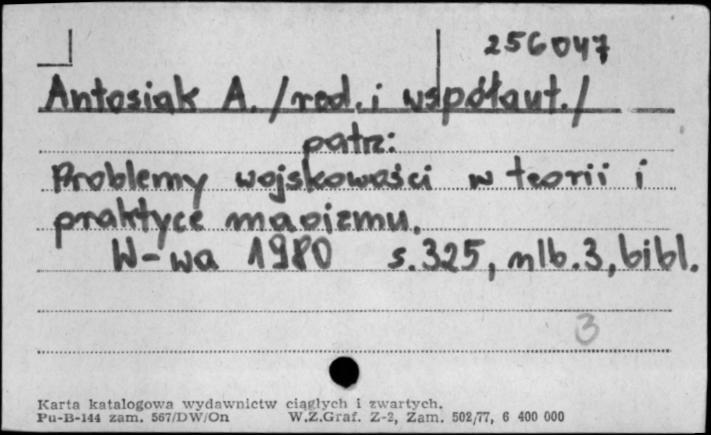 256047
Antosiak A. /red. i współaut./
patrz:
Problemy wojskowości w teorii i
praktyce maoizmu.
W-wa 1980 s. 325, nlb. 3, bibl.
3
Karta katalogowa wydawnictw ciągłych i zwartych.
Pu-B-144 zam. 567/DW/On W.Z.Graf. Z-2, Zam. 502/77, 6 400 000